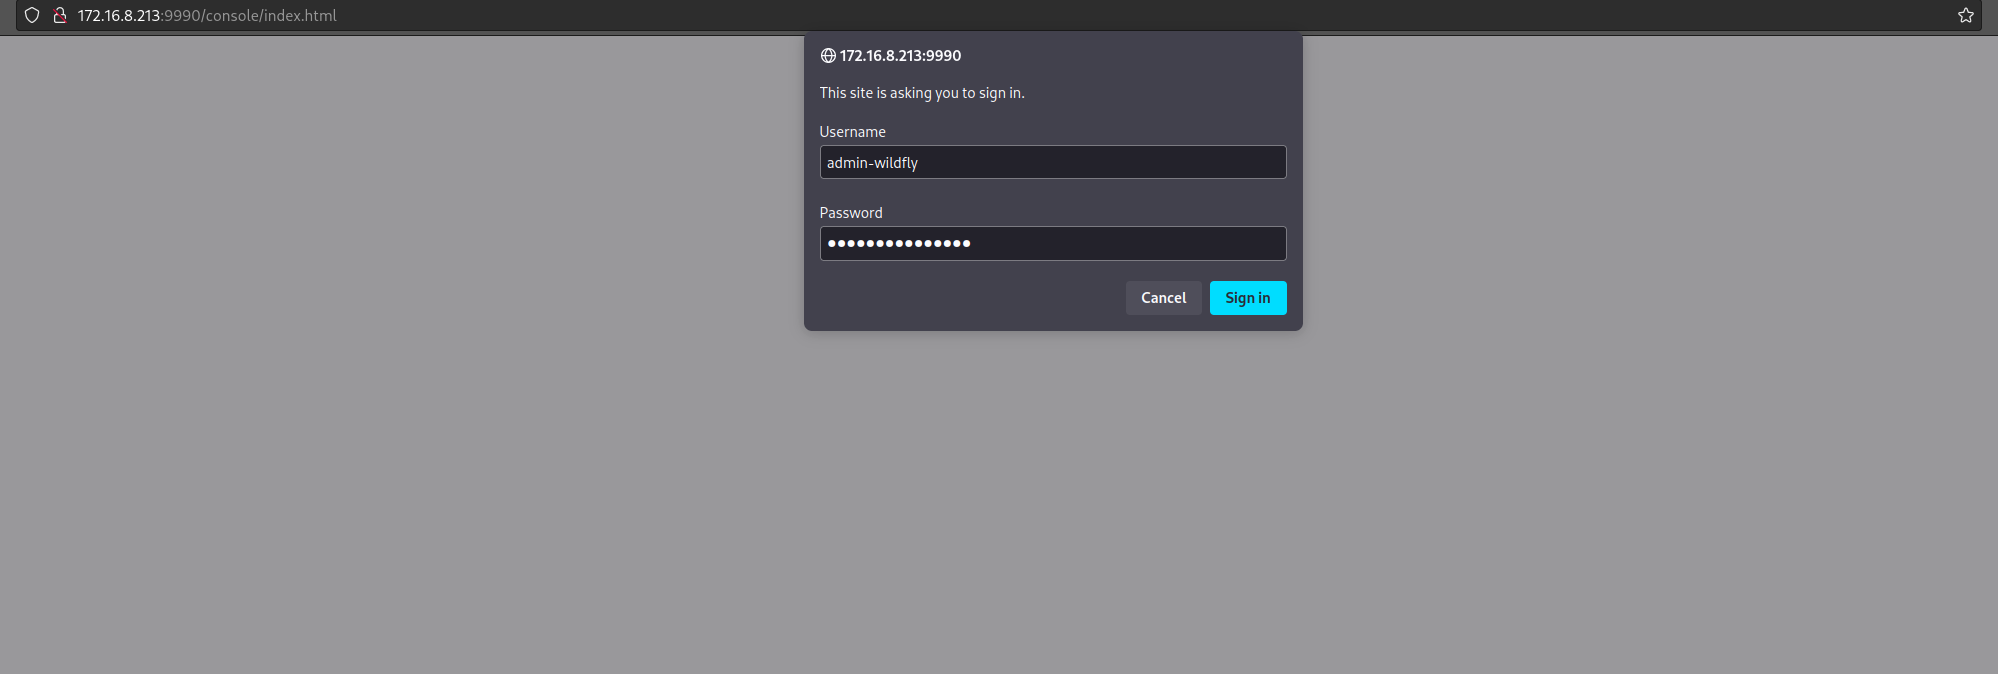 172.16.8.213:9990/console/index.html
172.16.8.213:9990
This site is asking you to sign in.
Username
admin-wildfly
Password
●●●●●●●●●●●●●●●
Cancel Sign in